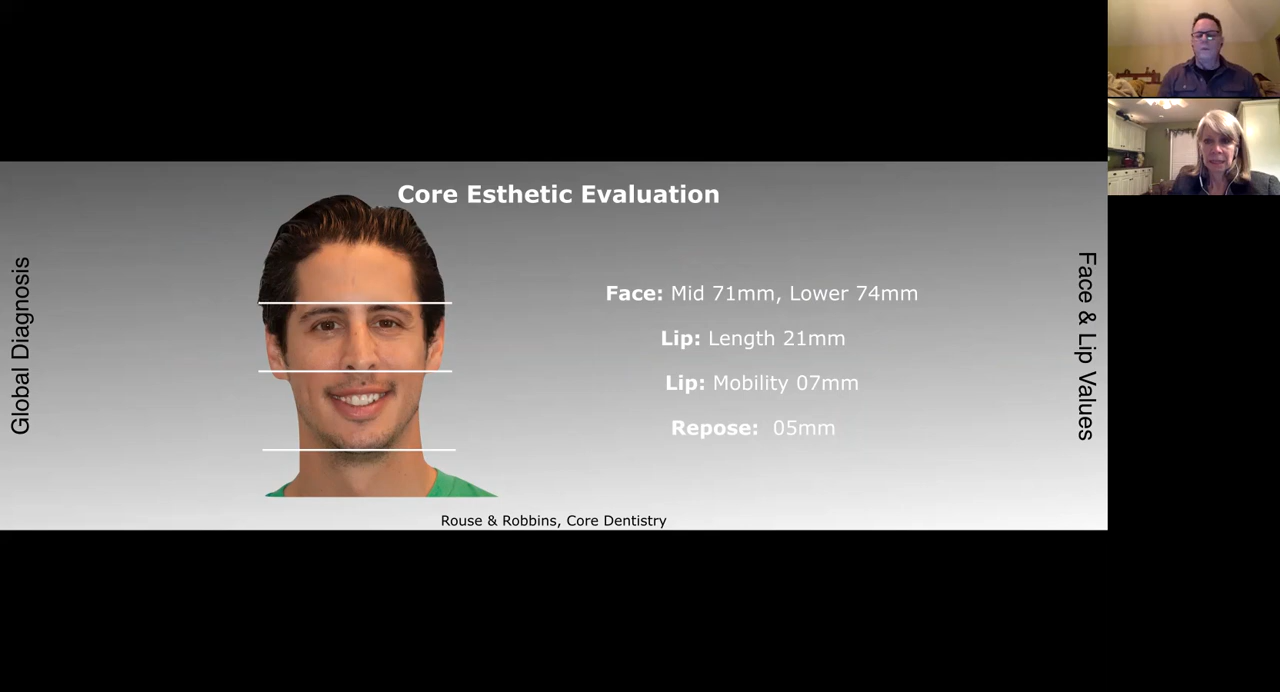 Core Esthetic Evaluation
Global Diagnosis
Face: Mid 71mm, Lower 74mm
Lip: Length 21mm
Lip: Mobility 07mm
Repose: 05mm
Face & Lip Values
Rouse & Robbins, Core Dentistry